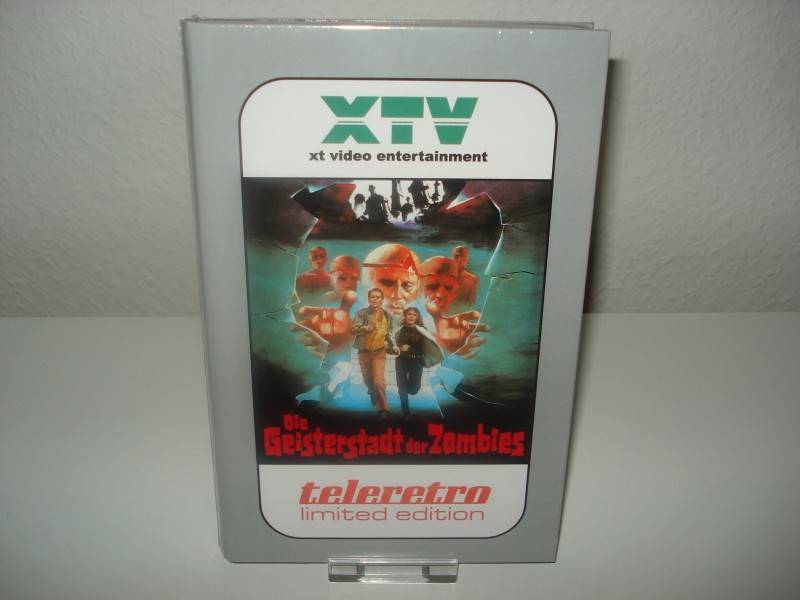 XTV
xt video entertainment
Die
Geisterstadt der Zombies
teleretro
limited edition